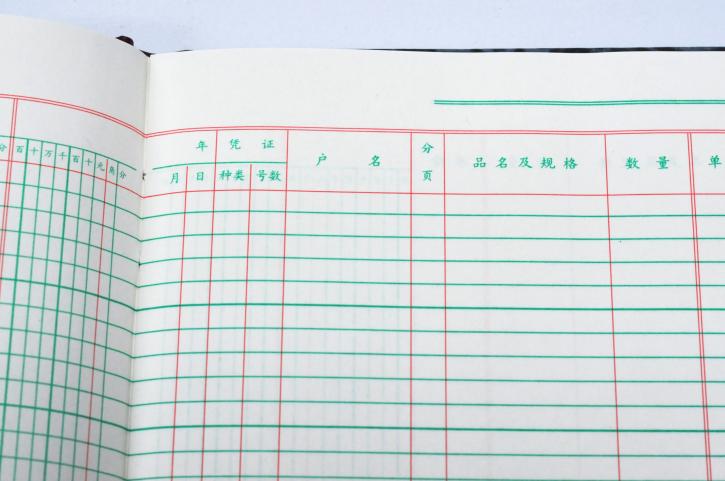 分 百 十 万 千 百 十 元 角 分
年 凭 证 户 名 分页 品 名 及 规 格 数 量 单
月 日 种类 号数